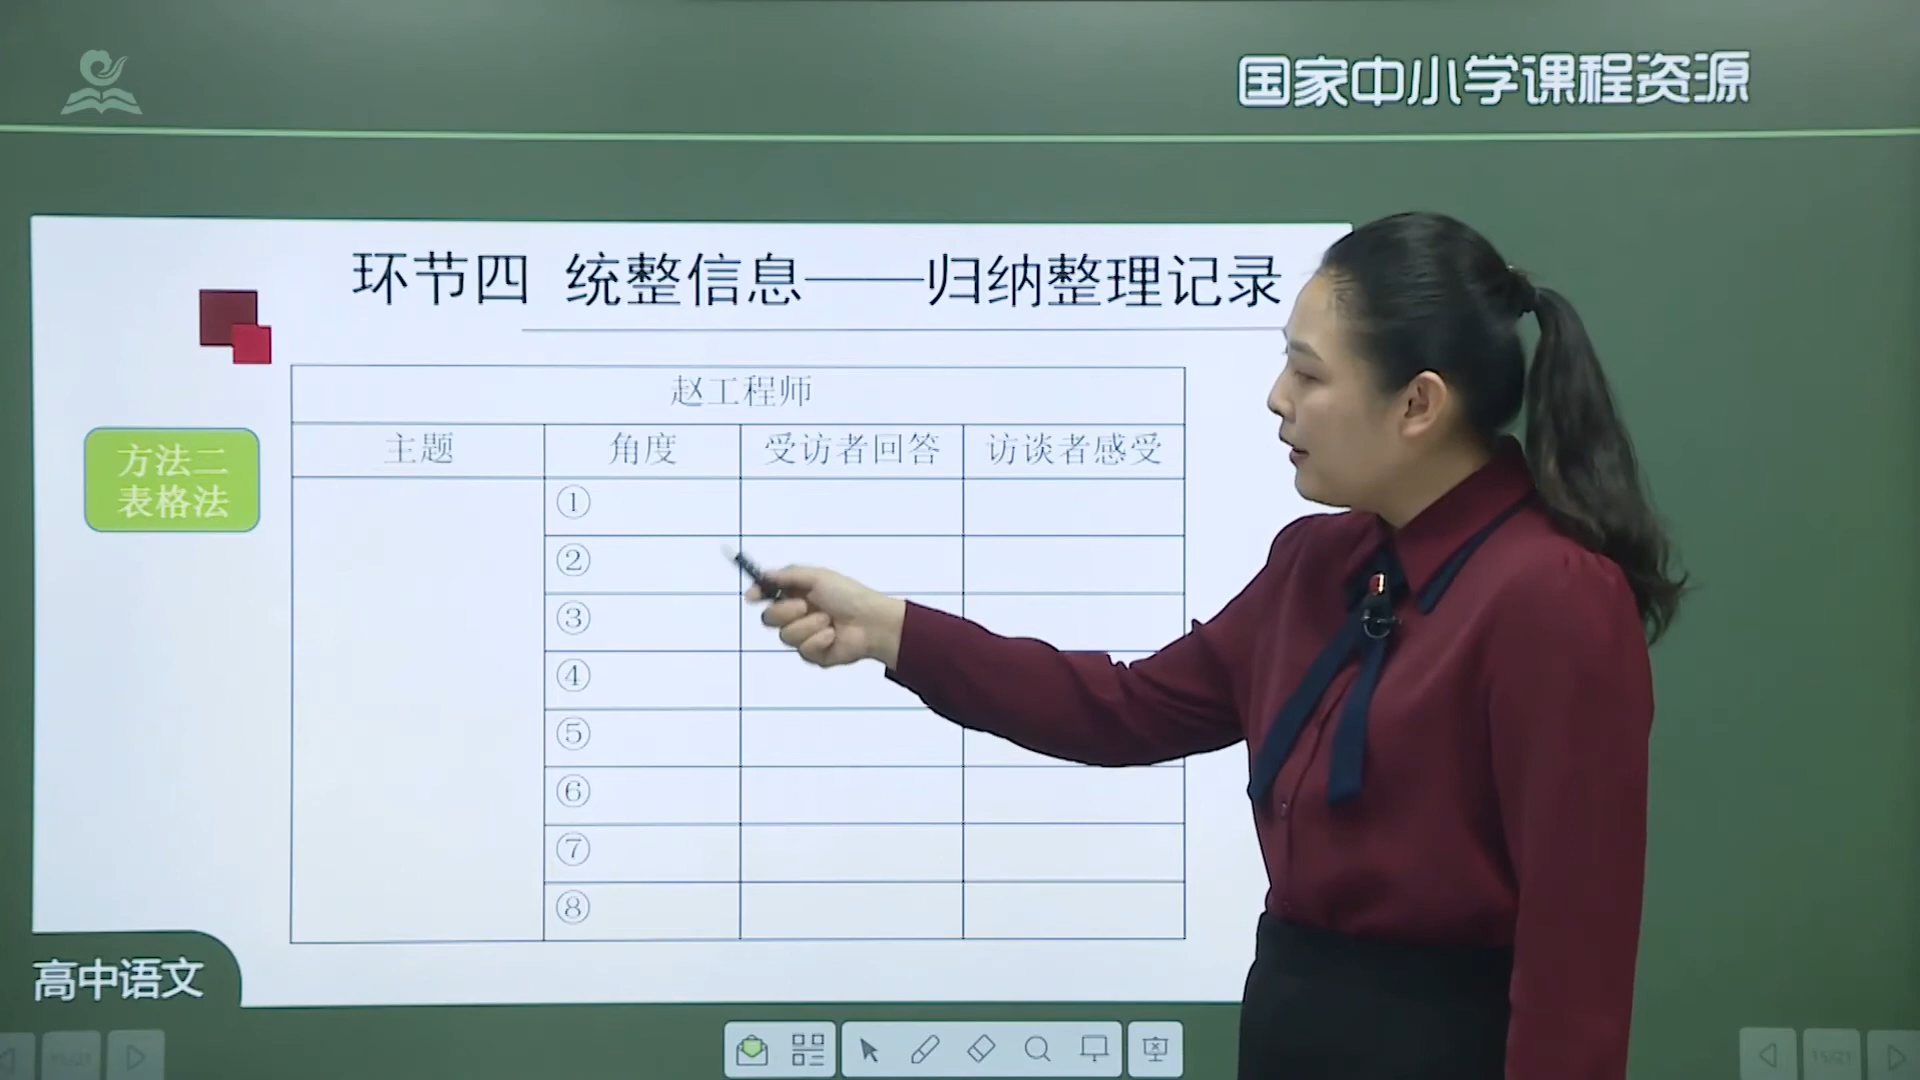 国家中小学课程资源
环节四 统整信息——归纳整理记录
赵工程师
主题 角度 受访者回答 访谈者感受
方法二
表格法
①
②
③
④
⑤
⑥
⑦
⑧
高中语文